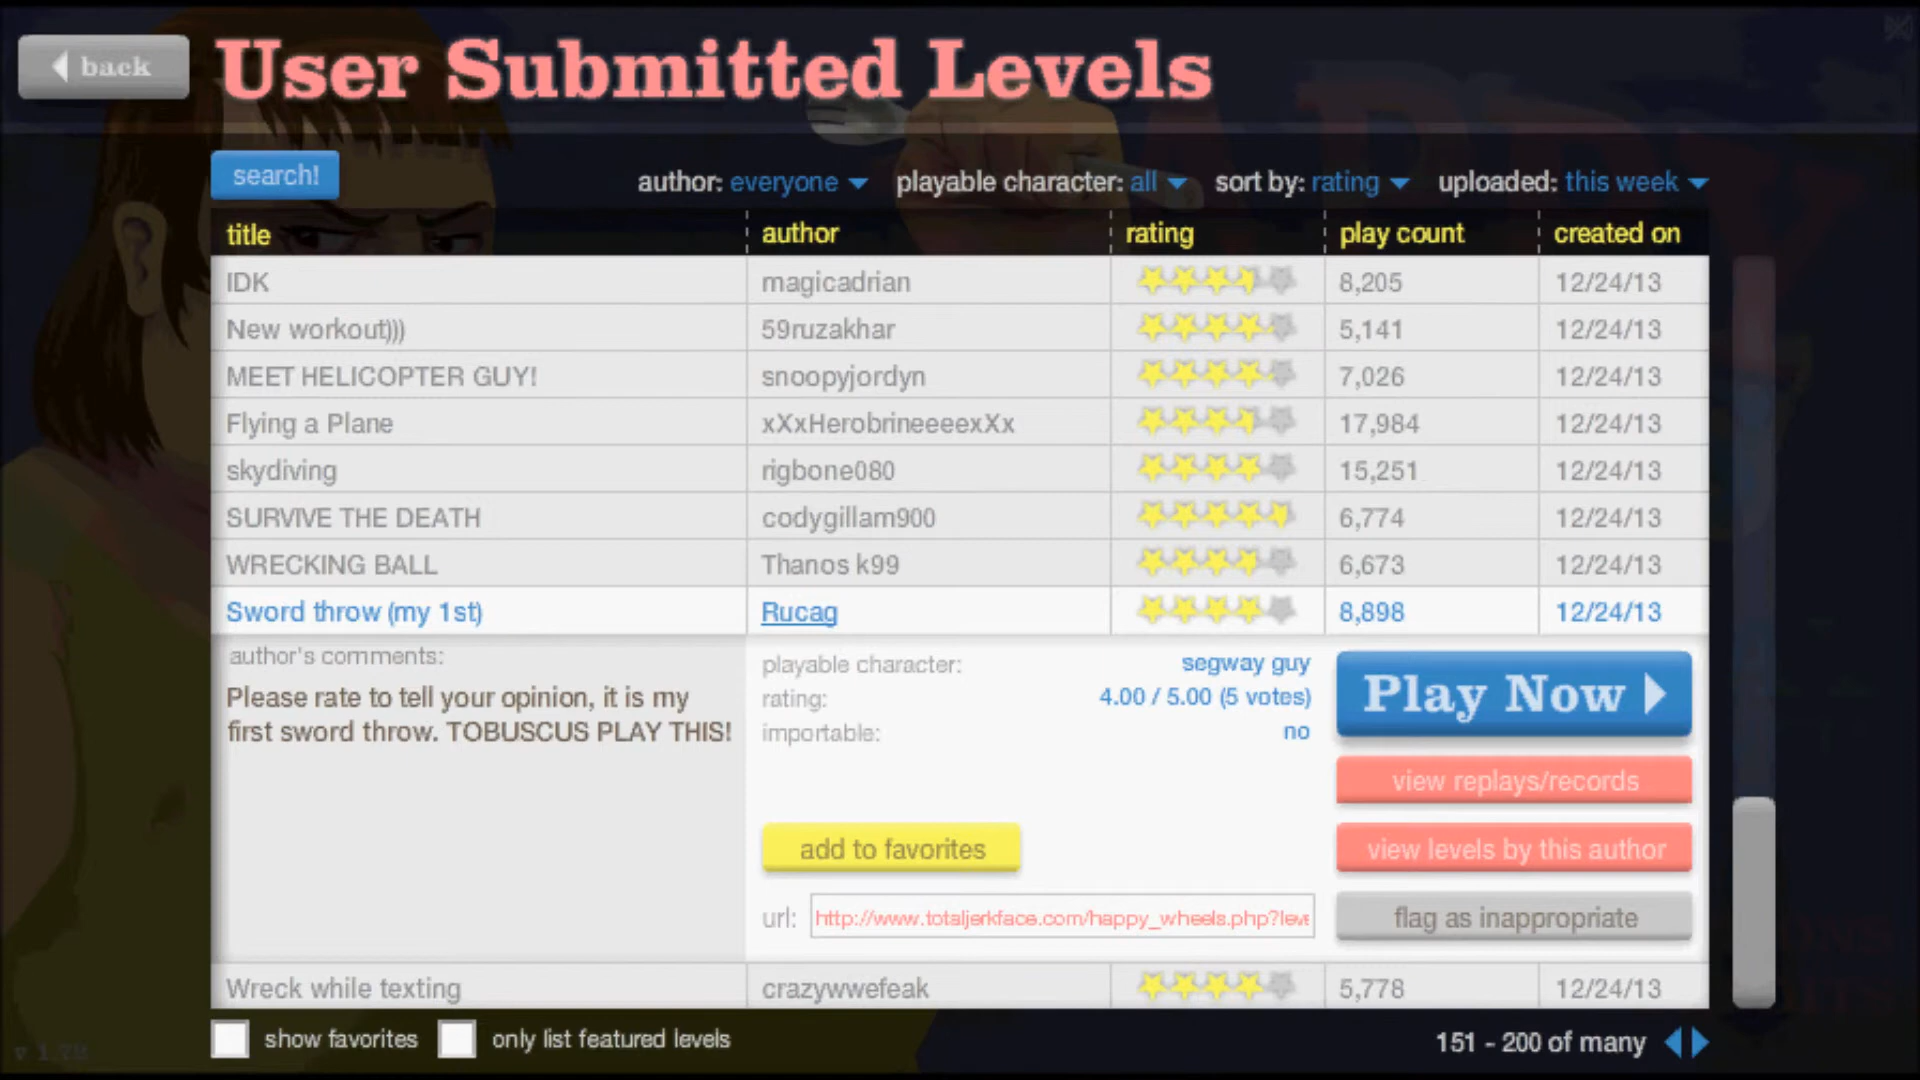 back
User Submitted Levels
search!
author: everyone playable character: all sort by: rating uploaded: this week
title author rating play count created on
IDK magicadrian 8,205 12/24/13
New workout))) 59ruzakhar 5,141 12/24/13
MEET HELICOPTER GUY! snoopyjordyn 7,026 12/24/13
Flying a Plane xXxHerobrineeeexXx 17,984 12/24/13
skydiving rigbone080 15,251 12/24/13
SURVIVE THE DEATH codygillam900 6,774 12/24/13
WRECKING BALL Thanos k99 6,673 12/24/13
Sword throw (my 1st) Rucag 8,898 12/24/13
author's comments:
Please rate to tell your opinion, it is my
first sword throw. TOBUSCUS PLAY THIS!
playable character: segway guy
rating: 4.00 / 5.00 (5 votes)
importable: no
add to favorites
url: http://www.totaljerkface.com/happy_wheels.php?leve
Play Now
view replays/records
view levels by this author
flag as inappropriate
Wreck while texting crazywwefeak 5,778 12/24/13
show favorites only list featured levels
151 - 200 of many